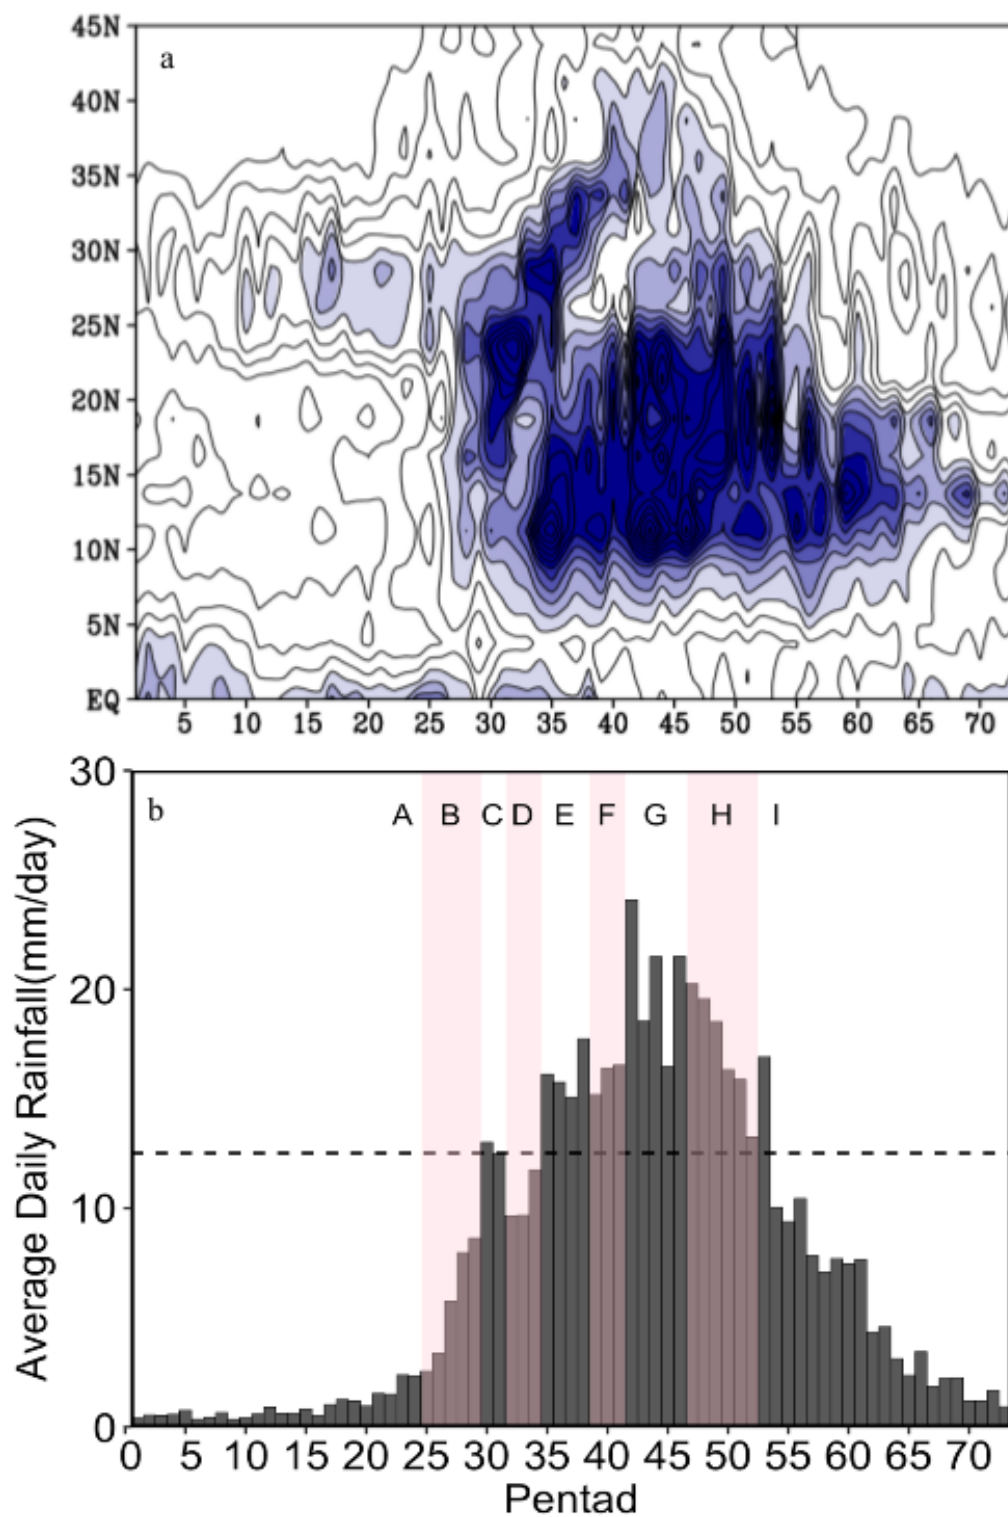 45N
a
40N
35N
30N
25N
20N
15N
10N
5N
EQ
5 10 15 20 25 30 35 40 45 50 55 60 65 70
30
b
A B C D E F G H I
20
10
0
Average Daily Rainfall(mm/day)
0 5 10 15 20 25 30 35 40 45 50 55 60 65 70
Pentad